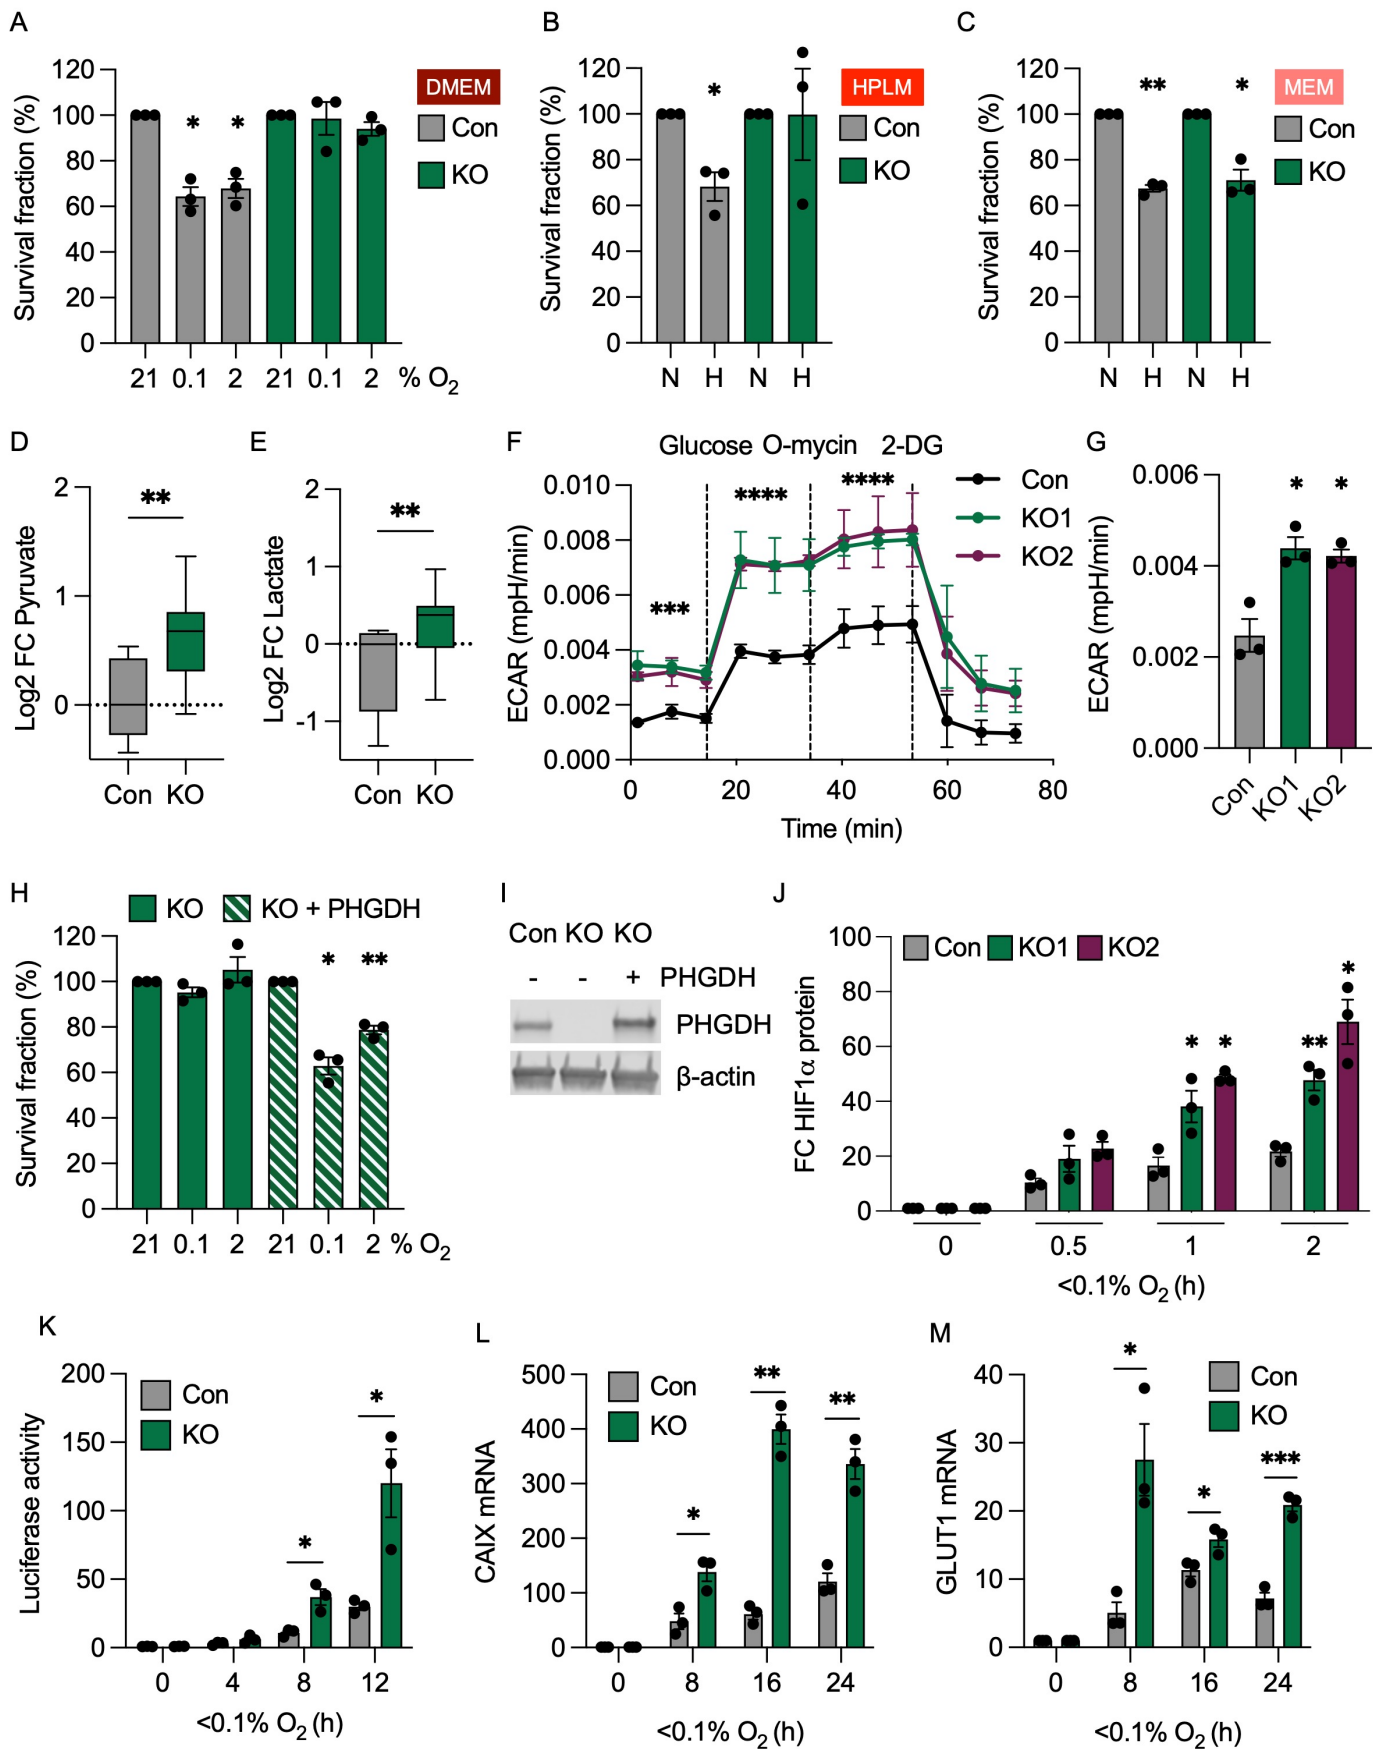 A
Survival fraction (%)
120
100
80
60
40
20
0
* *
DMEM
Con
KO
21 0.1 2 21 0.1 2 % O2
B
Survival fraction (%)
120
100
80
60
40
20
0
*
HPLM
Con
KO
N H N H
C
Survival fraction (%)
120
100
80
60
40
20
0
** *
MEM
Con
KO
N H N H
D
Log2 FC Pyruvate
2
1
0
**
Con KO
E
Log2 FC Lactate
2
1
0
-1
**
Con KO
F
Glucose O-mycin 2-DG
ECAR (mpH/min)
0.010
0.008
0.006
0.004
0.002
0.000
*** **** ****
Con
KO1
KO2
0 20 40 60 80
Time (min)
G
ECAR (mpH/min)
0.006
0.004
0.002
0.000
* *
Con KO1 KO2
H
KO KO + PHGDH
Survival fraction (%)
120
100
80
60
40
20
0
* **
21 0.1 2 21 0.1 2 % O2
I
Con KO KO
- - + PHGDH
PHGDH
β-actin
J
Con KO1 KO2
FC HIF1α protein
100
80
60
40
20
0
* * ** *
0 0.5 1 2
<0.1% O2 (h)
K
Luciferase activity
200
150
100
50
0
Con
KO
* *
0 4 8 12
<0.1% O2 (h)
L
CAIX mRNA
500
400
300
200
100
0
Con
KO
* ** **
0 8 16 24
<0.1% O2 (h)
M
GLUT1 mRNA
40
30
20
10
0
Con
KO
* * ***
0 8 16 24
<0.1% O2 (h)